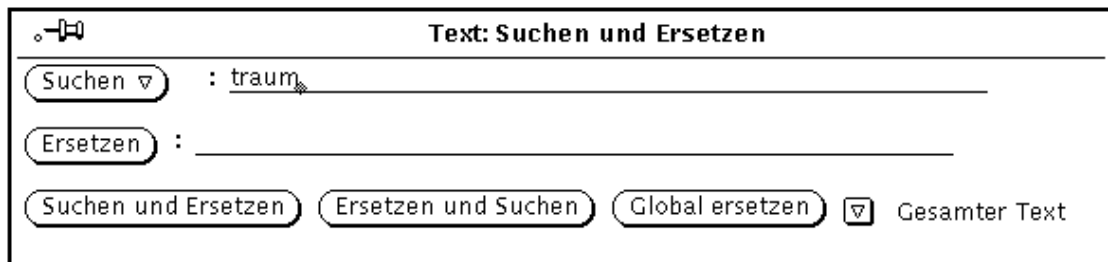 Text: Suchen und Ersetzen
Suchen : traum
Ersetzen :
Suchen und Ersetzen Ersetzen und Suchen Global ersetzen Gesamter Text